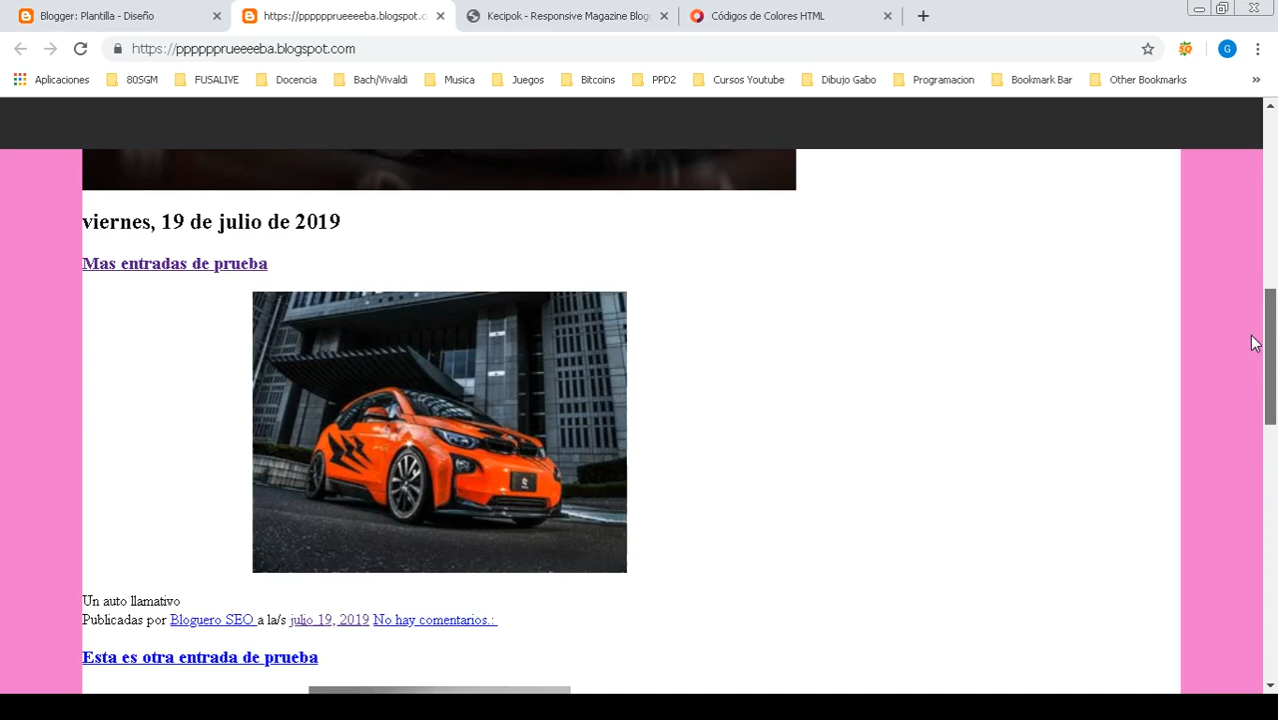 Blogger: Plantilla - Diseño
https://ppppppprueeeeba.blogspot.c
Kecipok - Responsive Magazine Blog
Códigos de Colores HTML
https://ppppppprueeeeba.blogspot.com
G
Aplicaciones
805GM
FUSALIVE
Docencia
Bach/Vivaldi
Musica
Juegos
Bitcoins
PPD2
Cursos Youtube
Dibujo Gabo
Programacion
Bookmark Bar
Other Bookmarks
»
viernes, 19 de julio de 2019
Mas entradas de prueba
Un auto llamativo
Publicadas por Bloguero SEO a la/s julio 19, 2019 No hay comentarios.:
Esta es otra entrada de prueba